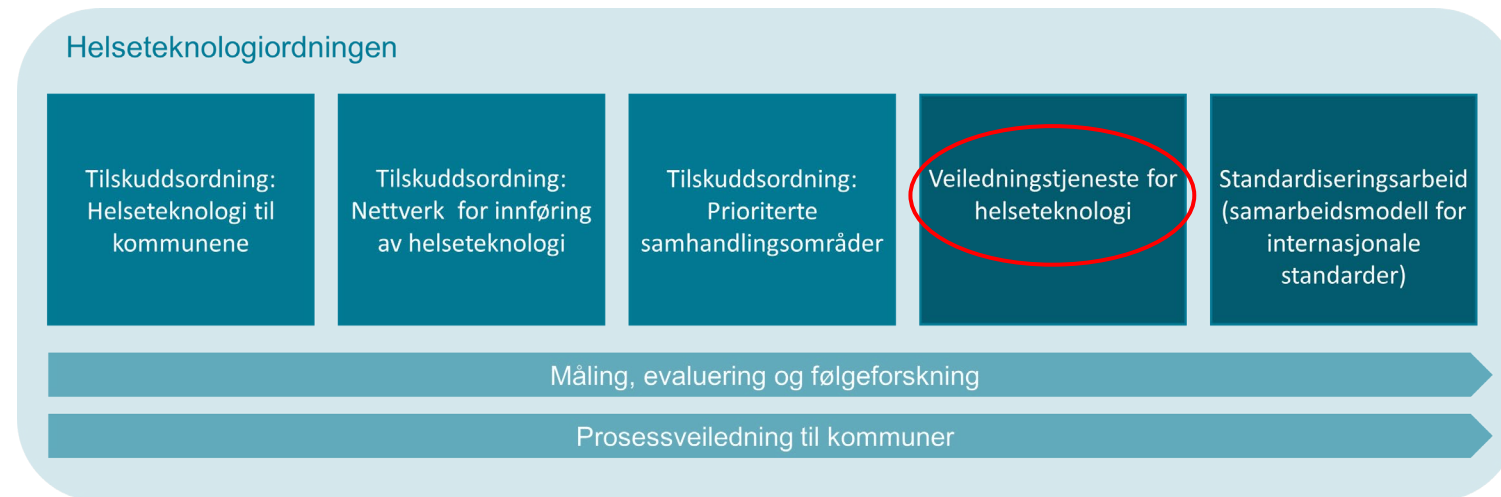 Helseteknologiordningen
Tilskuddsordning:
Helseteknologi til
kommunene
Tilskuddsordning:
Nettverk for innføring
av helseteknologi
Tilskuddsordning:
Prioriterte
samhandlingsområder
Veiledningstjeneste for
helseteknologi
Standardiseringsarbeid
(samarbeidsmodell for
internasjonale
standarder)
Måling, evaluering og følgeforskning
Prosessveiledning til kommuner